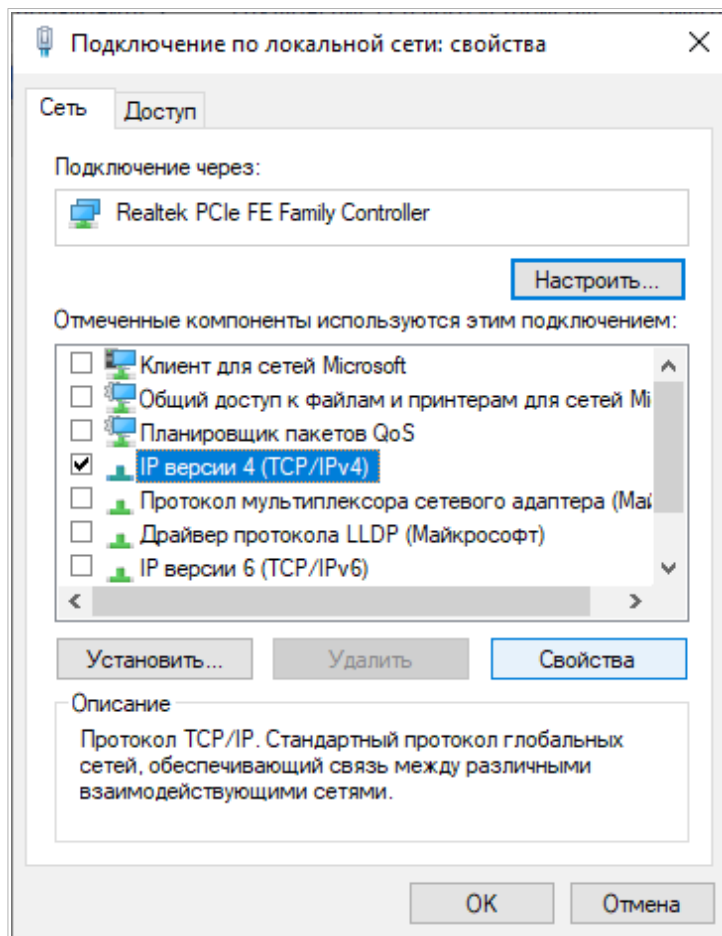 Подключение по локальной сети: свойства
Сеть
Доступ
Подключение через:
Realtek PCIe FE Family Controller
Настроить...
Отмеченные компоненты используются этим подключением:
Клиент для сетей Microsoft
Общий доступ к файлам и принтерам для сетей Mi
Планировщик пакетов QoS
IP версии 4 (TCP/IPv4)
Протокол мультиплексора сетевого адаптера (Май
Драйвер протокола LLDP (Майкрософт)
IP версии 6 (TCP/IPv6)
Установить...
Удалить
Свойства
Описание
Протокол TCP/IP. Стандартный протокол глобальных
сетей, обеспечивающий связь между различными
взаимодействующими сетями.
OK
Отмена